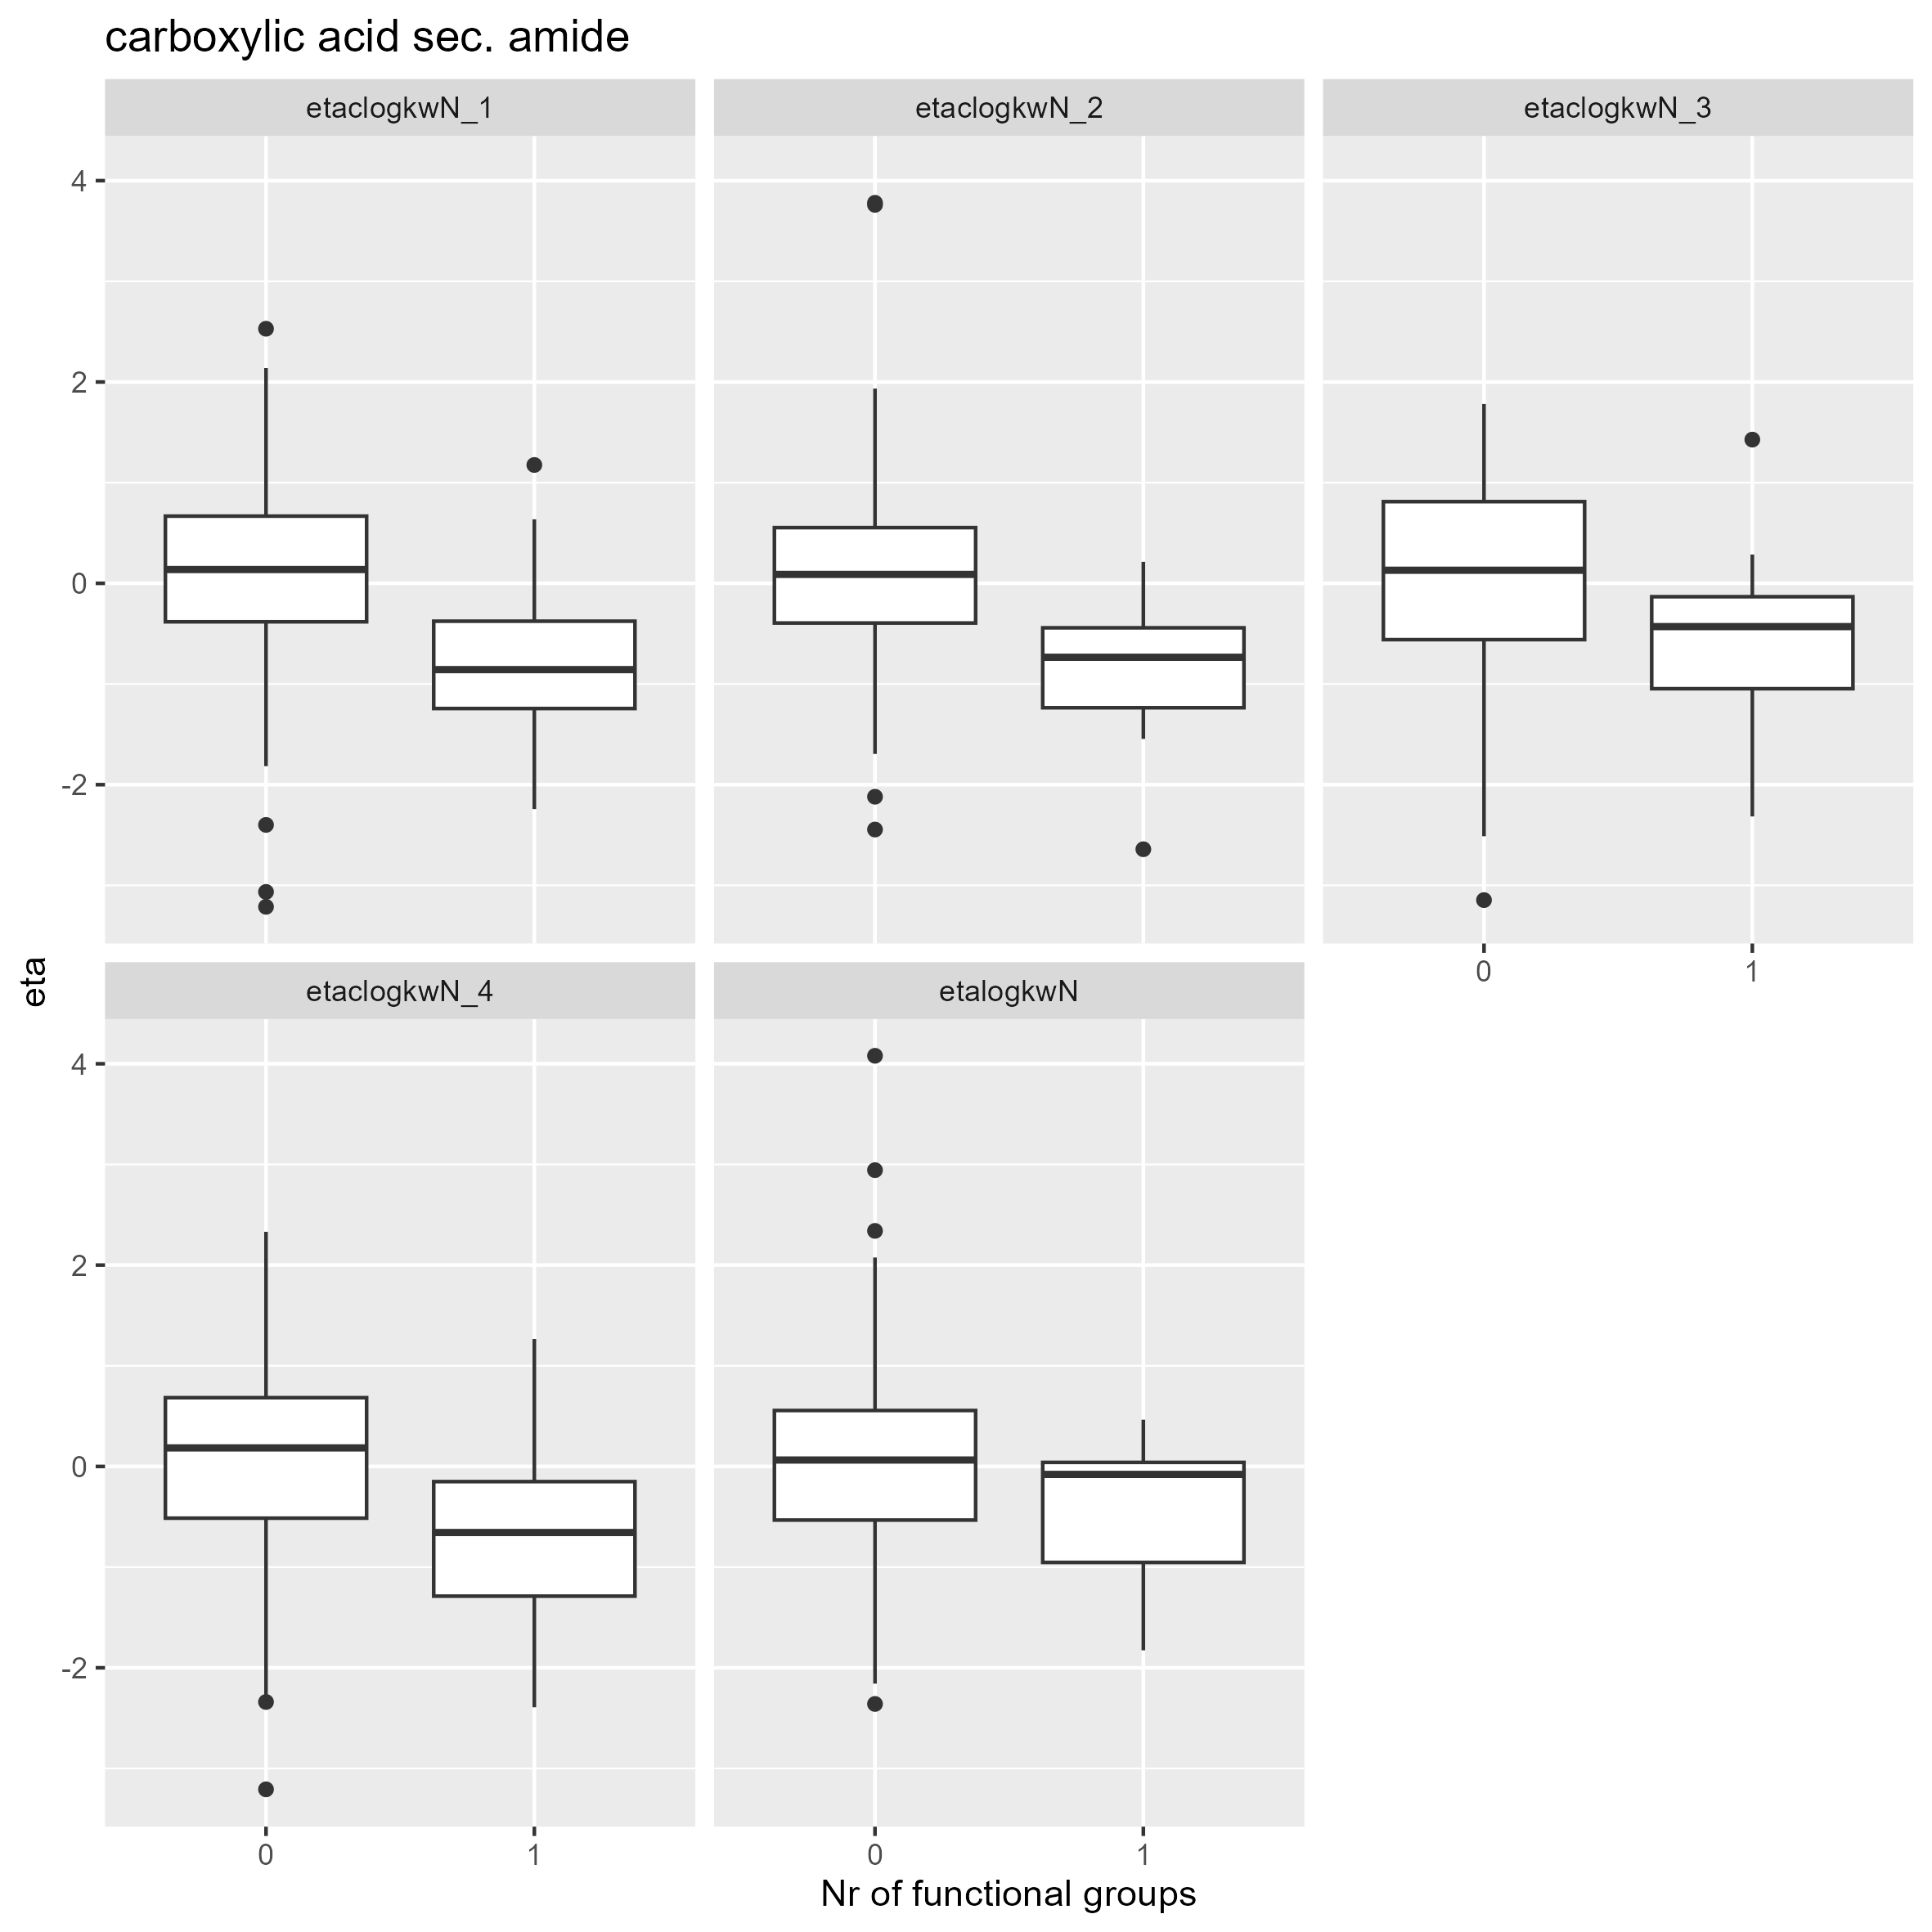 carboxylic acid sec. amide
etaclogkwN_1
etaclogkwN_2
etaclogkwN_3
4
2
0
-2
0
1
eta
etaclogkwN_4
etalogkwN
4
2
0
-2
0
1
0
1
Nr of functional groups